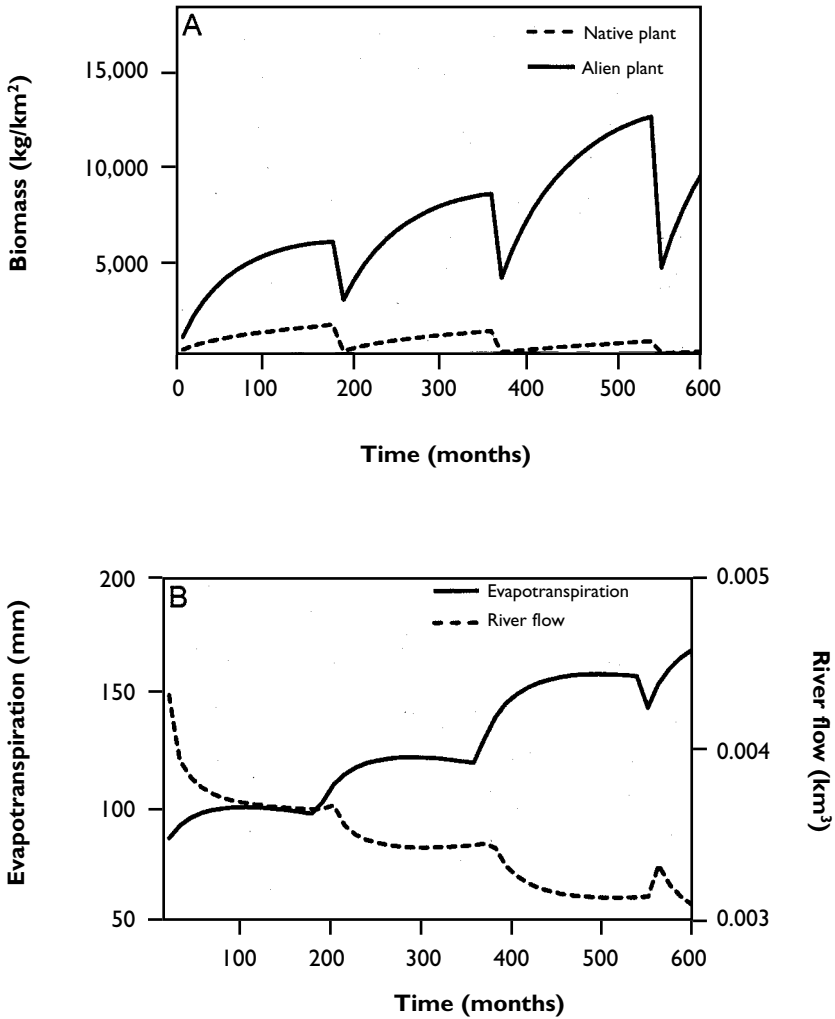 A
Native plant
Alien plant
15,000
10,000
5,000
Biomass (kg/km²)
0 100 200 300 400 500 600
Time (months)
B
Evapotranspiration
River flow
200
150
100
50
Evapotranspiration (mm)
0.005
0.004
0.003
River flow (km³)
100 200 300 400 500 600
Time (months)